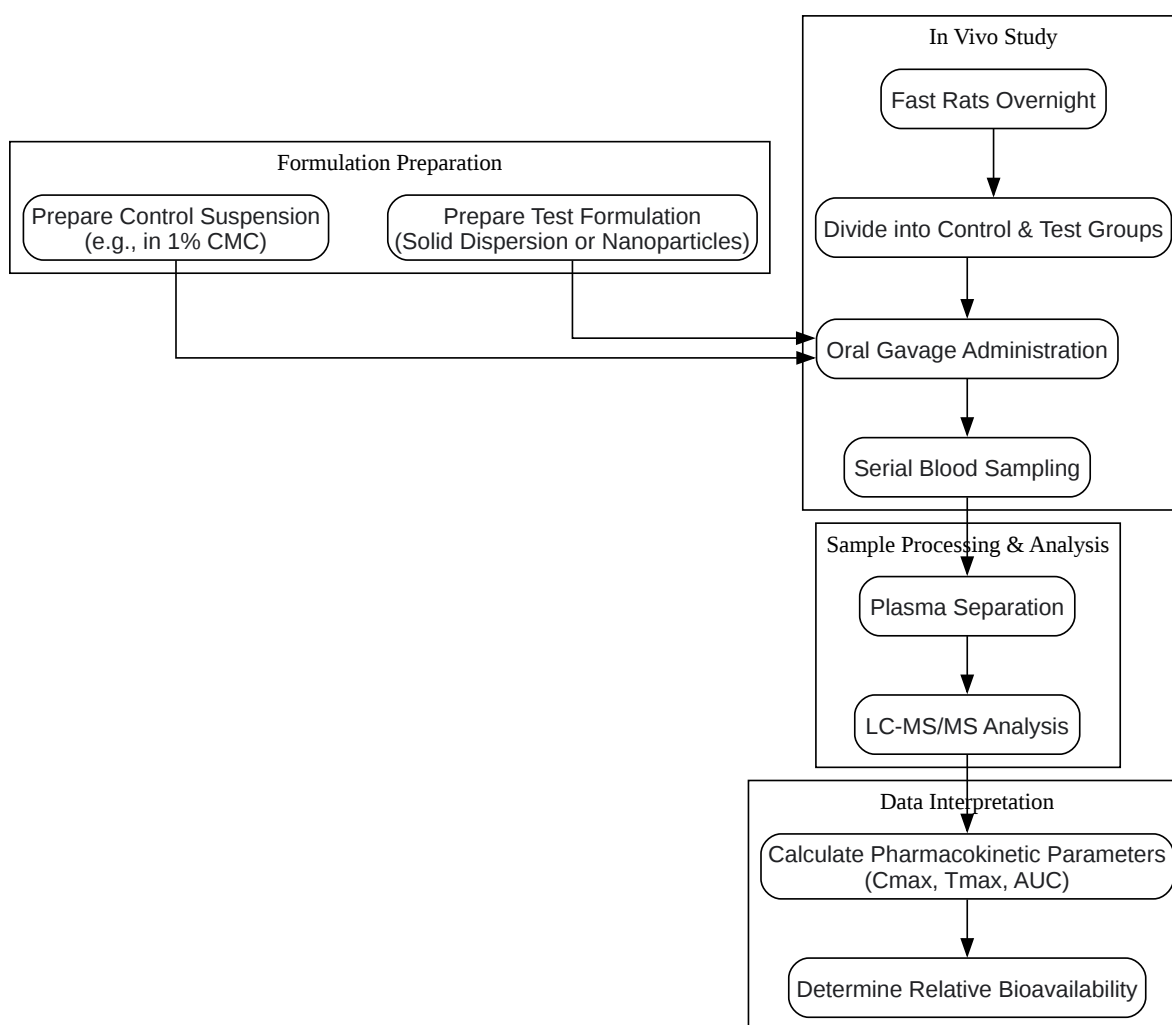 In Vivo Study
Fast Rats Overnight
Formulation Preparation
Prepare Control Suspension
(e.g., in 1% CMC)
Prepare Test Formulation
(Solid Dispersion or Nanoparticles)
Divide into Control & Test Groups
Oral Gavage Administration
Serial Blood Sampling
Sample Processing & Analysis
Plasma Separation
LC-MS/MS Analysis
Data Interpretation
Calculate Pharmacokinetic Parameters
(Cmax, Tmax, AUC)
Determine Relative Bioavailability